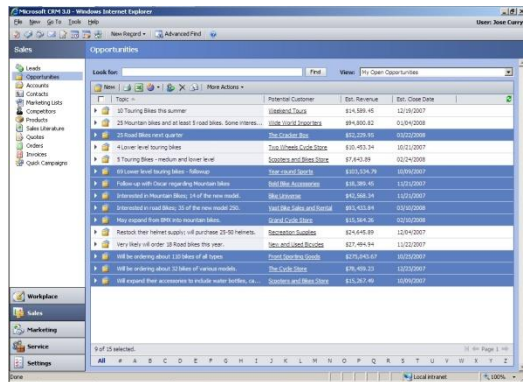 Microsoft CRM 3.0 - Windows Internet Explorer
File View Go To Tools Help User: Jose Curry
New Record Advanced Find
Sales Opportunities
Leads
Opportunities
Accounts
Contacts
Marketing Lists
Competitors
Products
Sales Literature
Quotes
Orders
Invoices
Quick Campaigns
Look for: Find View: My Open Opportunities
New More Actions
Topic Potential Customer Est. Revenue Est. Close Date
10 Touring Bikes this summer Weekend Tours $14,589.45 12/19/2007
25 Mountain bikes and at least 5 road bikes. Some interes... Wide World Importers $94,800.82 01/04/2008
25 Road Bikes next quarter The Cracker Box $52,229.95 03/22/2008
4 Lower level touring bikes Two Wheels Cycle Store $10,453.34 10/21/2007
5 Touring Bikes - medium and lower level Scooters and Bikes Store $7,643.89 02/24/2008
69 Lower level touring bikes - followup Year-round Sports $103,534.79 10/09/2007
Follow-up with Oscar regarding Mountain bikes Bold Bike Accessories $18,389.45 11/21/2007
Interested in Mountain Bikes; 14 of the new model. Bike Universe $42,568.34 11/21/2007
Interested in road Bikes; 35 of the new model 250. Vast Bike Sales and Rental $93,423.84 03/10/2008
May expand from BMX into mountain bikes. Grand Cycle Store $15,564.36 02/10/2008
Restock their helmet supply; will purchase 25-50 helmets. Recreation Supplies $24,645.89 12/04/2007
Very likely will order 18 Road bikes this year. New and Used Bicycles $27,494.94 11/22/2007
Will be ordering about 110 bikes of all types Front Sporting Goods $275,043.67 10/23/2007
Will be ordering about 32 bikes of various models. The Cycle Store $78,459.23 12/23/2007
Will expand their accessories to include water bottles, ca... Scooters and Bikes Store $15,267.49 10/09/2007
Workplace
Sales
Marketing
Service
Settings
9 of 15 selected. Page 1
All # A B C D E F G H I J K L M N O P Q R S T U V W X Y Z
Done Local intranet 100%